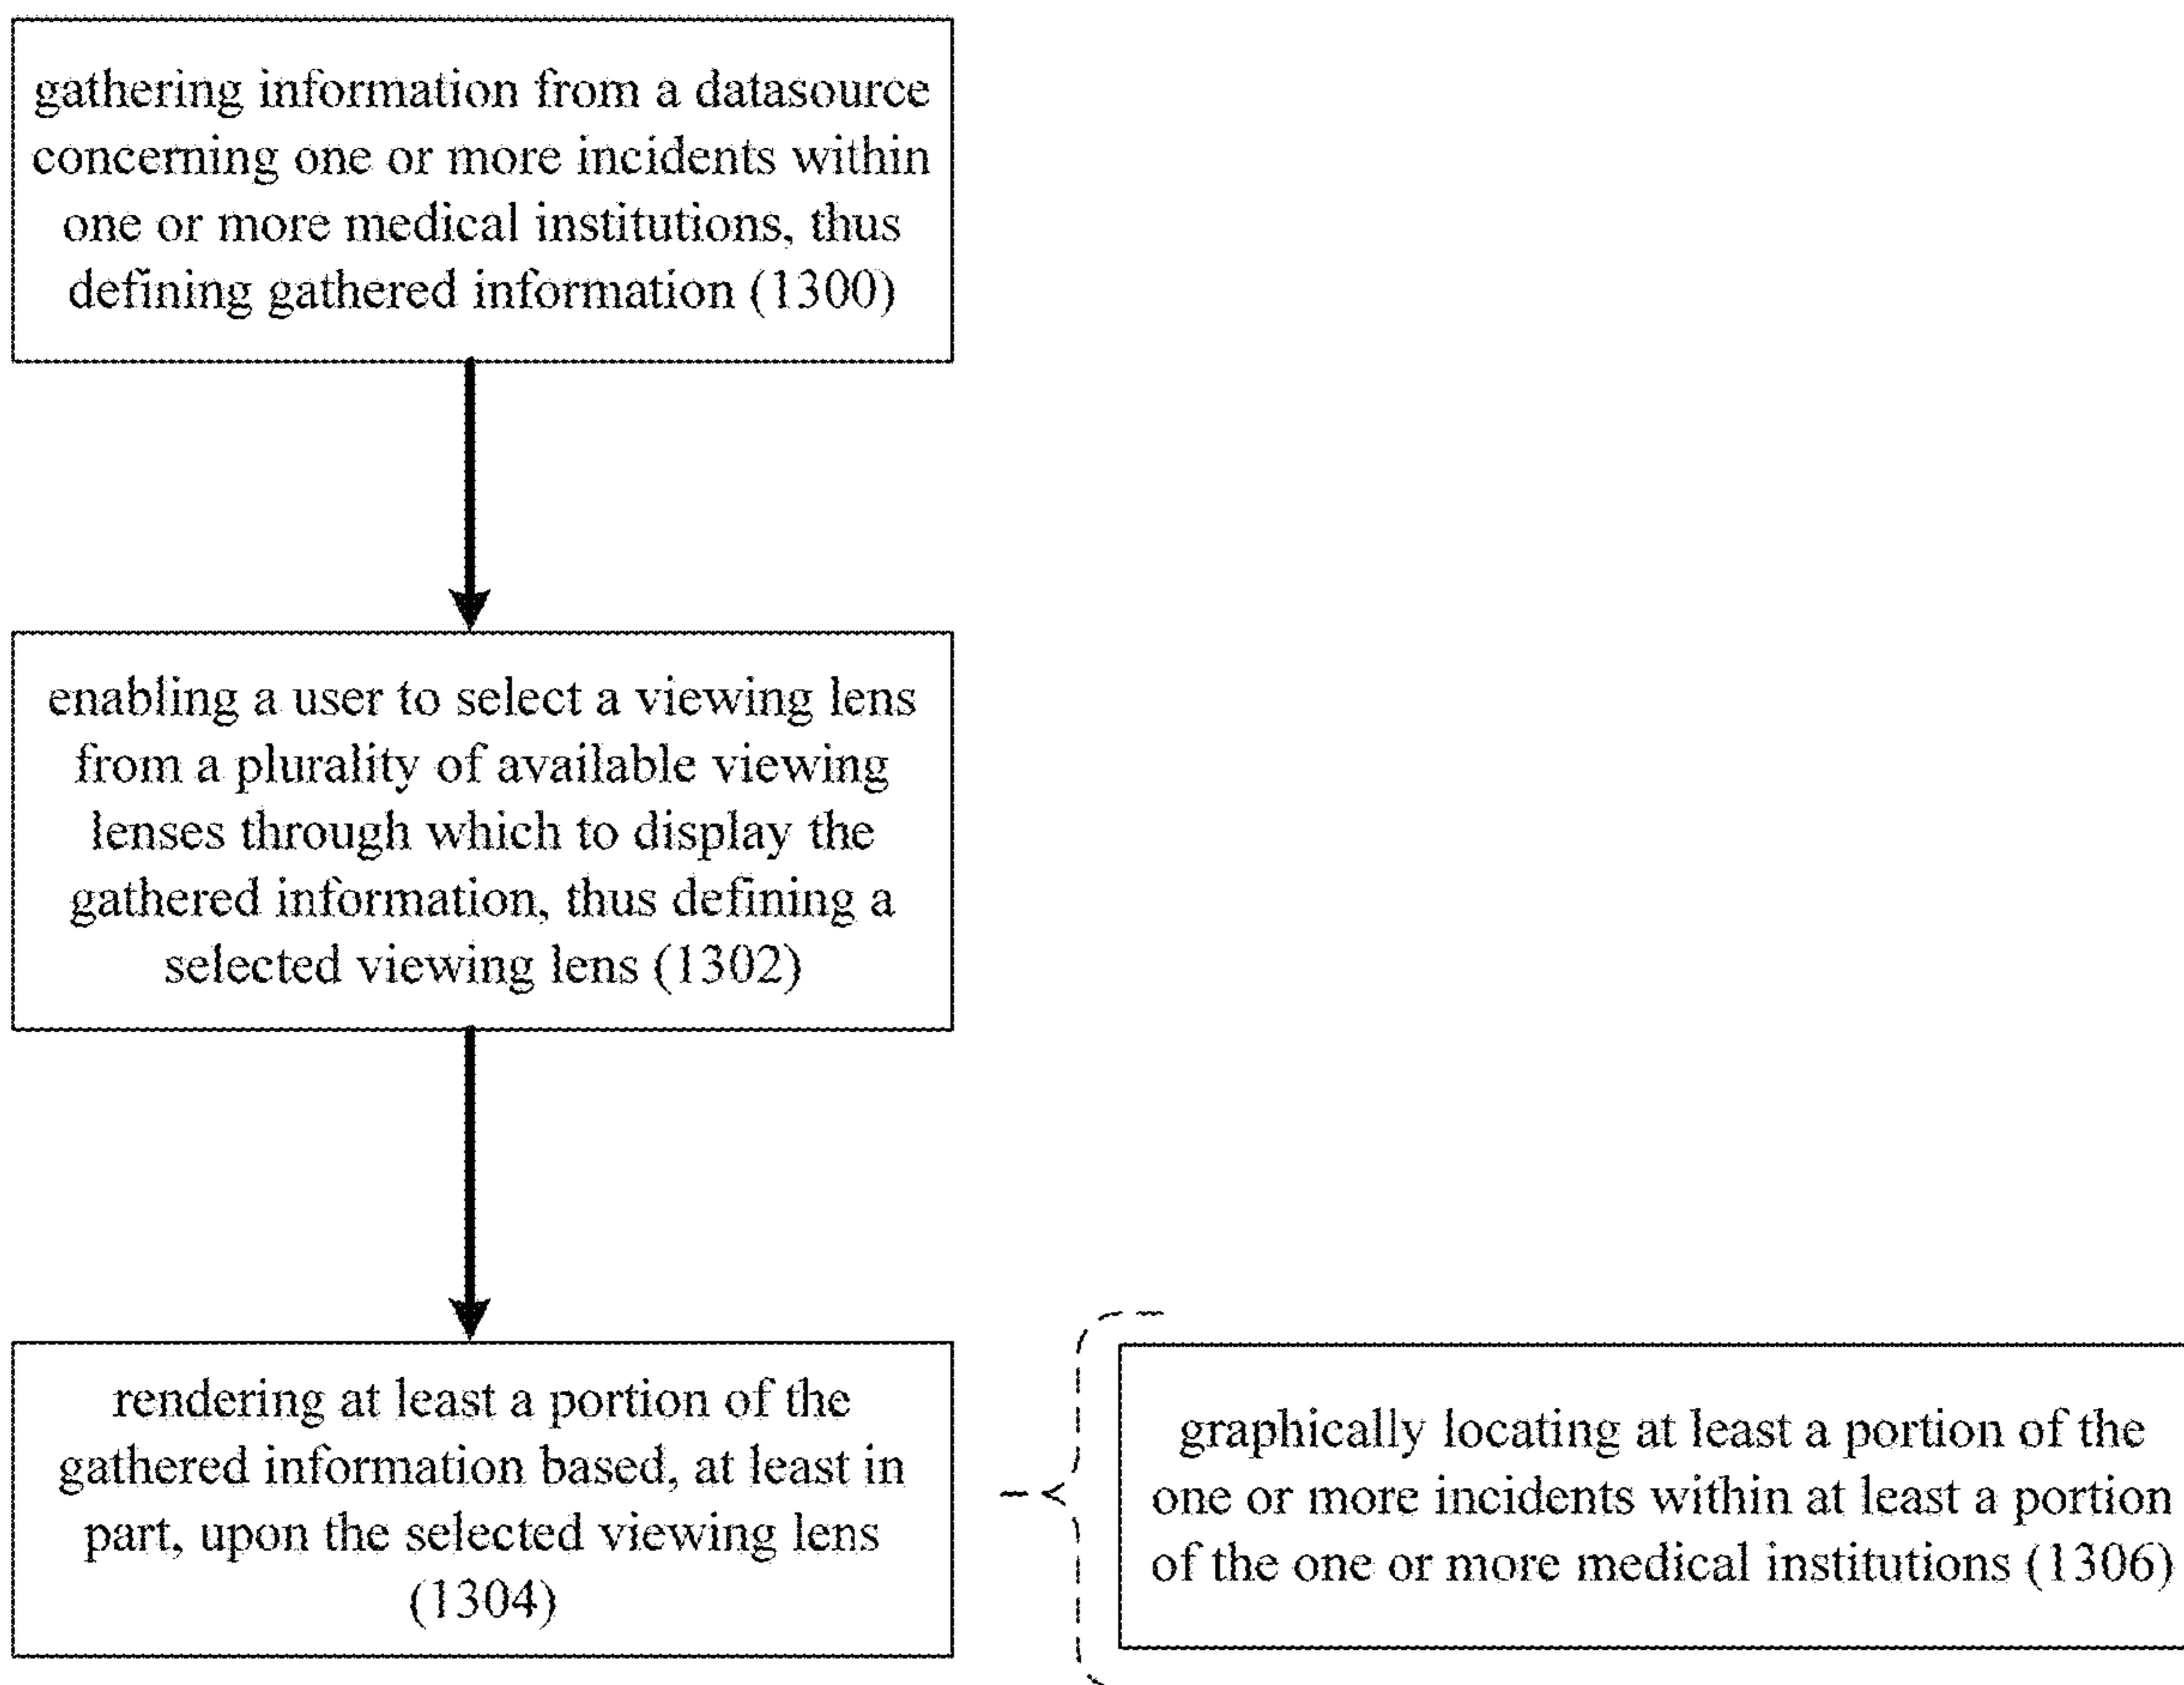 gathering information from a datasource
concerning one or more incidents within
one or more medical institutions, thus
defining gathered information (1300)
enabling a user to select a viewing lens
from a plurality of available viewing
lenses through which to display the
gathered information, thus defining a
selected viewing lens (1302)
rendering at least a portion of the
gathered information based, at least in
part, upon the selected viewing lens
(1304)
graphically locating at least a portion of the
one or more incidents within at least a portion
of the one or more medical institutions (1306)